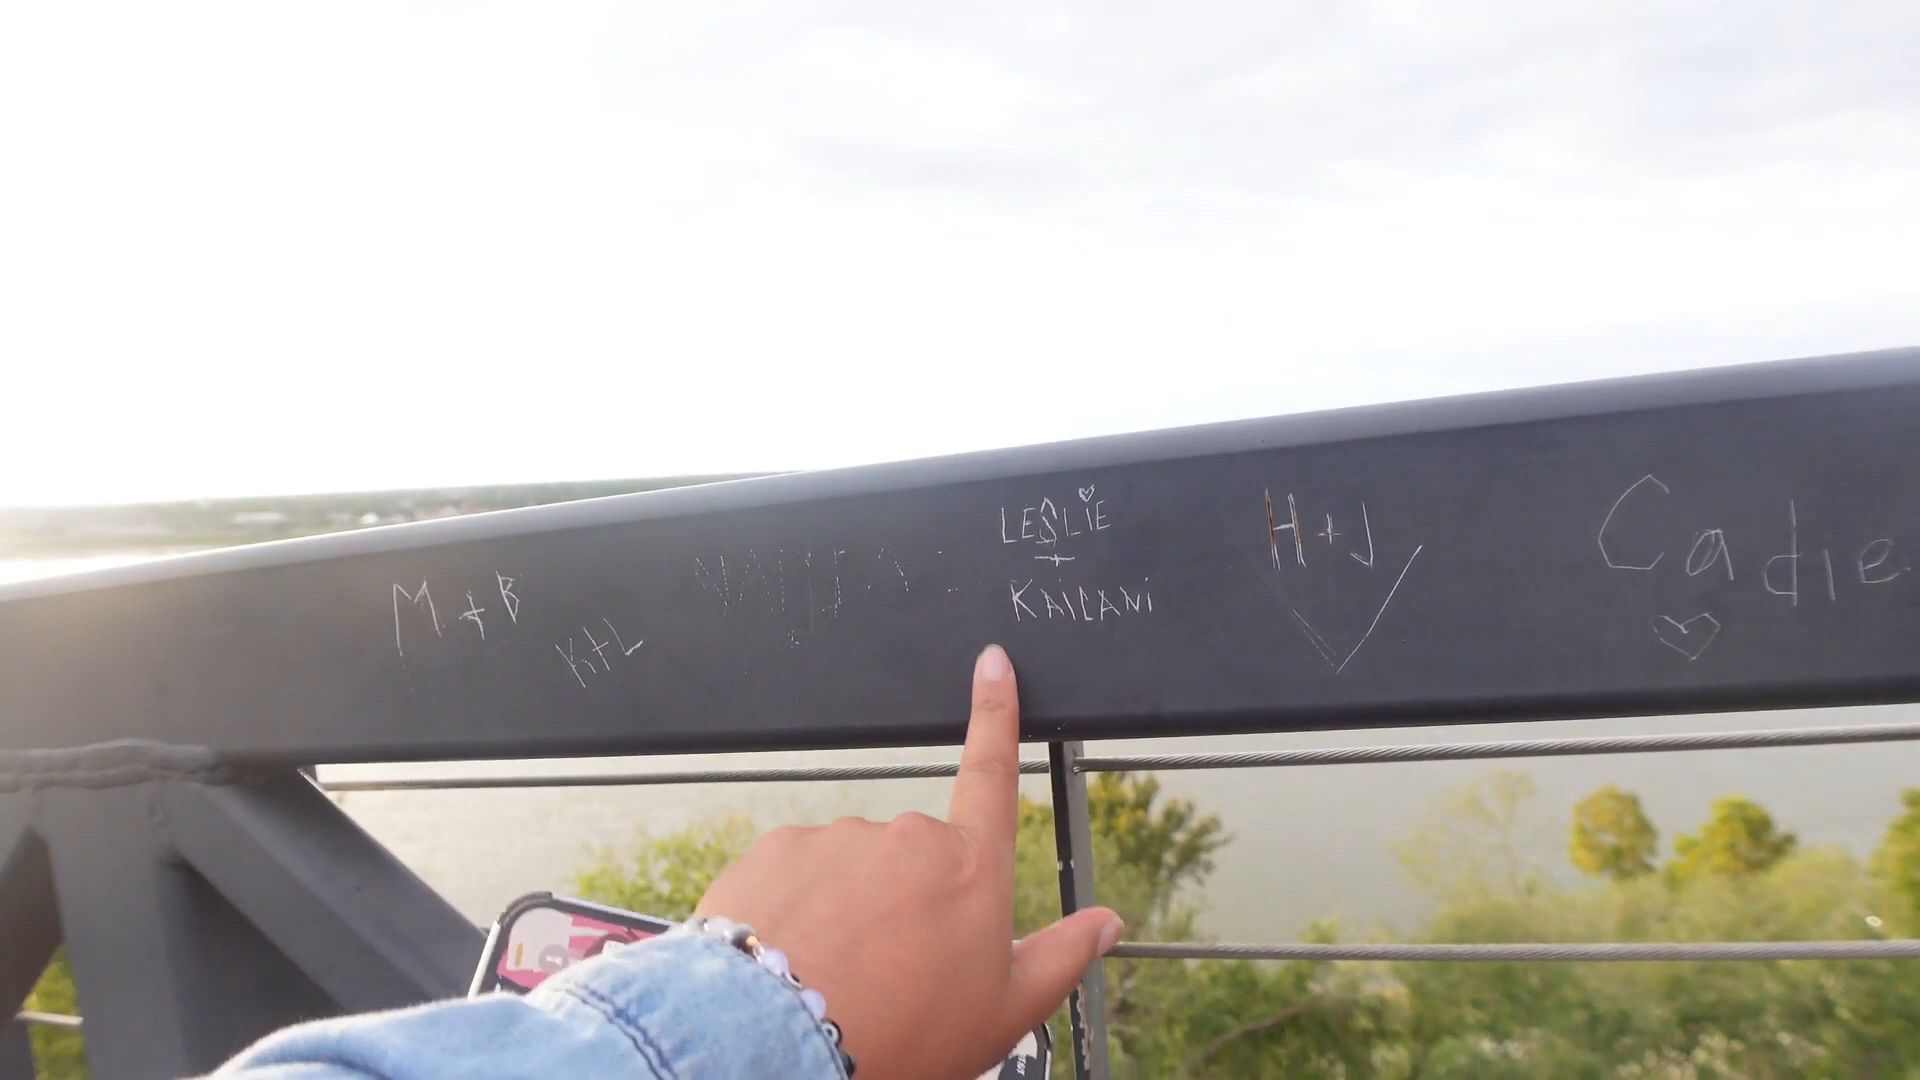 M + B
K+L
LESLIE
+
KAILANI
H + J
Cadie